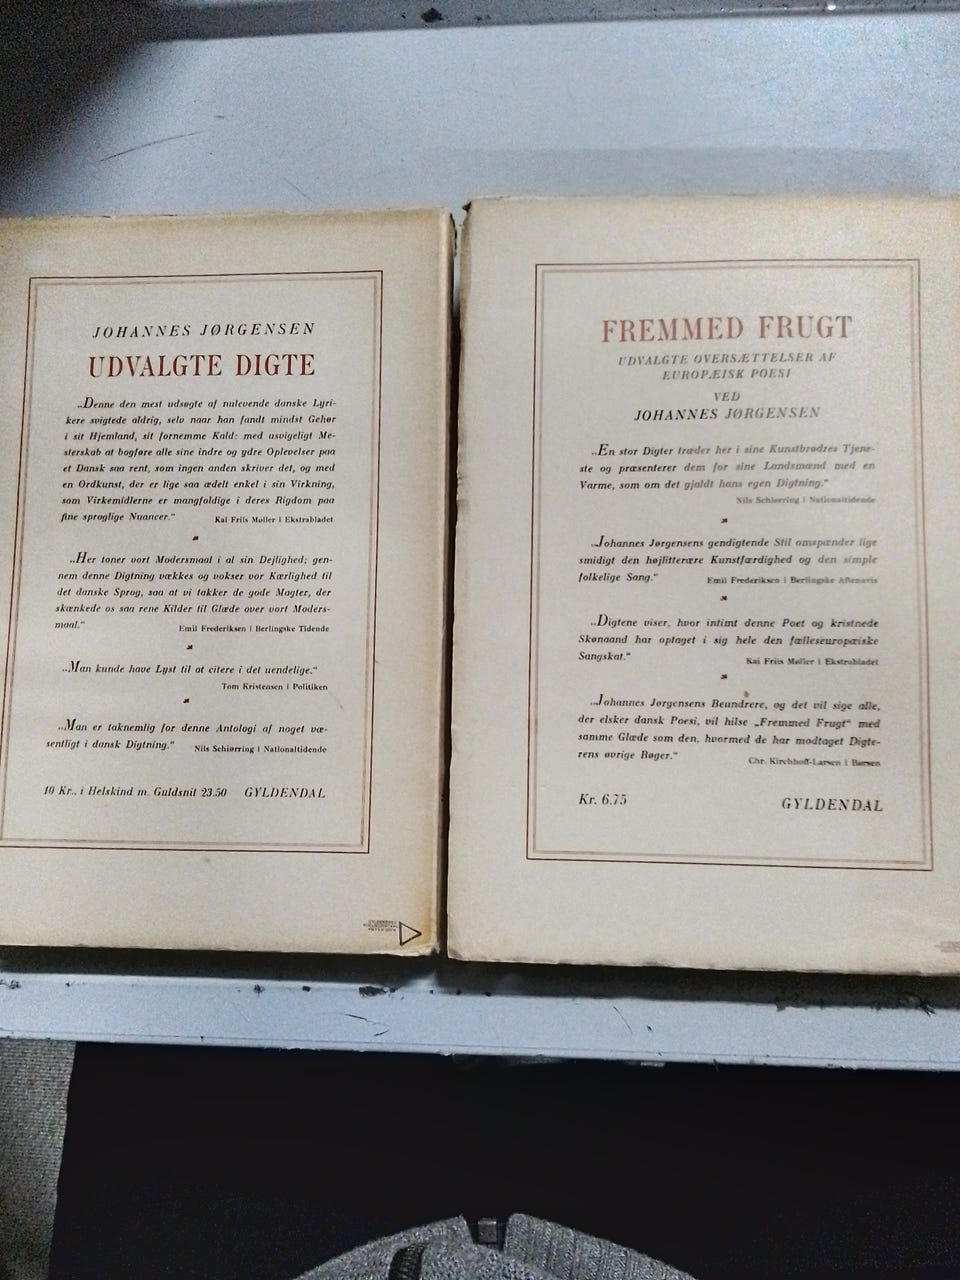 JOHANNES JØRGENSEN
UDVALGTE DIGTE
„Denne den mest udsøgte af nulevende danske Lyri-
kere svigtede aldrig, selv naar han fandt mindst Gehør
i sit Hjemland, sit fornemme Kald: med usvigeligt Me-
sterskab at bogføre alle sine indre og ydre Oplevelser paa
et Dansk saa rent, som ingen anden skriver det, og med
en Ordkunst, der er lige saa ædelt enkel i sin Virkning,
som Virkemidlerne er mangfoldige i deres Rigdom paa
fine sproglige Nuancer.“
Kai Friis Møller i Ekstrabladet
„Her toner vort Modersmaal i al sin Dejlighed; gen-
nem denne Digtning vækkes og vokser vor Kærlighed til
det danske Sprog, saa at vi takker de gode Magter, der
skænkede os saa rene Kilder til Glæde over vort Moders-
maal.“
Emil Frederiksen i Berlingske Tidende
„Man kunde have Lyst til at citere i det uendelige.“
Tom Kristensen i Politiken
„Man er taknemlig for denne Antologi af noget væ-
sentligt i dansk Digtning.“
Nils Schiørring i Nationaltidende
10 Kr., i Helskind m. Guldsnit 23.50 GYLDENDAL
FREMMED FRUGT
UDVALGTE OVERSÆTTELSER AF
EUROPÆISK POESI
VED
JOHANNES JØRGENSEN
„En stor Digter træder her i sine Kunstbrødres Tjene-
ste og præsenterer dem for sine Landsmænd med en
Varme, som om det gjaldt hans egen Digtning.“
Nils Schiørring i Nationaltidende
„Johannes Jørgensens gendigtende Stil omspænder lige
smidigt den højlitterære Kunstfærdighed og den simple
folkelige Sang.“
Emil Frederiksen i Berlingske Aftenavis
„Digtene viser, hvor intimt denne Poet og kristnede
Skønaand har optaget i sig hele den fælleseuropæiske
Sangskat.“
Kai Friis Møller i Ekstrabladet
„Johannes Jørgensens Beundrere, og det vil sige alle,
der elsker dansk Poesi, vil hilse „Fremmed Frugt“ med
samme Glæde som den, hvormed de har modtaget Digte-
rens øvrige Bøger.“
Chr. Kirchhoff-Larsen i Børsen
Kr. 6.75 GYLDENDAL